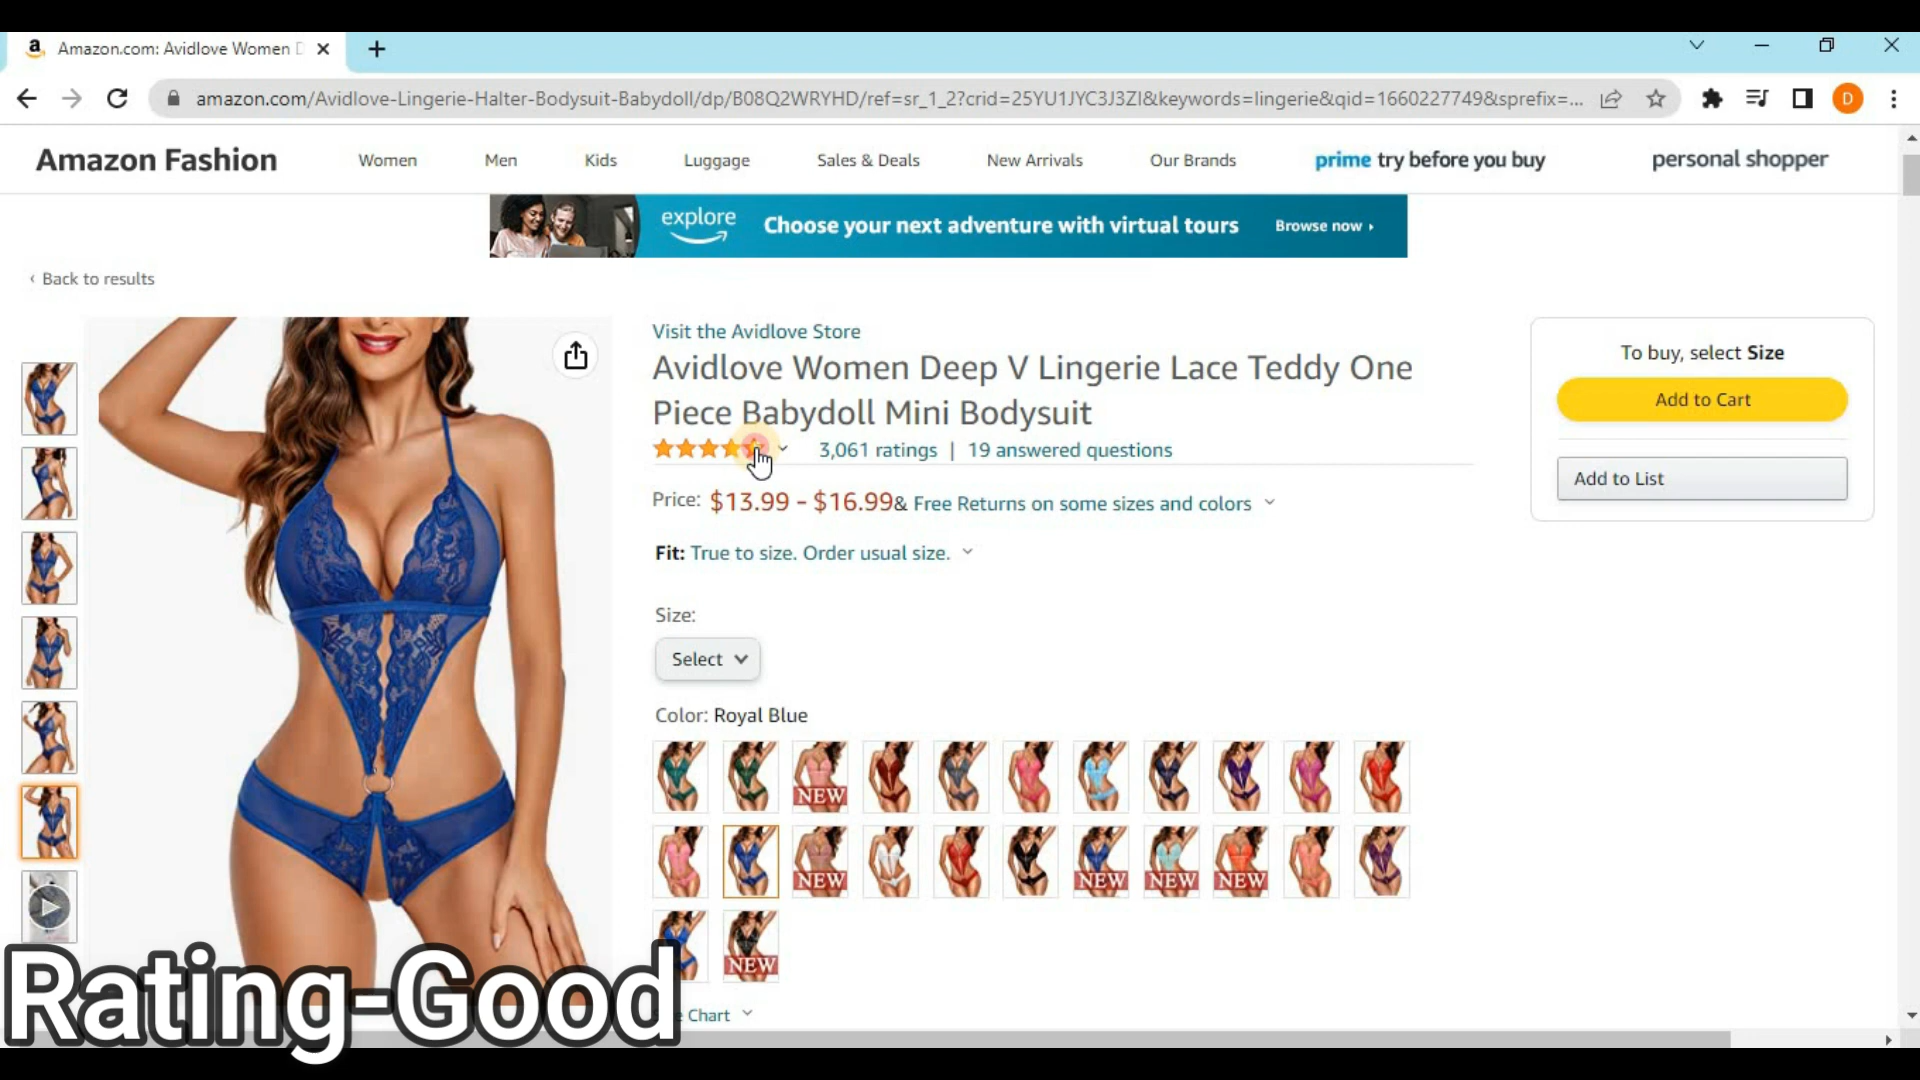 Amazon.com: Avidlove Women D
amazon.com/Avidlove-Lingerie-Halter-Bodysuit-Babydoll/dp/B08Q2WRYHD/ref=sr_1_2?crid=25YU1JYC3J3ZI&keywords=lingerie&qid=1660227749&sprefix=...
D
Amazon Fashion
Women
Men
Kids
Luggage
Sales & Deals
New Arrivals
Our Brands
prime try before you buy
personal shopper
explore
Choose your next adventure with virtual tours
Browse now ›
‹ Back to results
Visit the Avidlove Store
Avidlove Women Deep V Lingerie Lace Teddy One
Piece Babydoll Mini Bodysuit
3,061 ratings | 19 answered questions
Price: $13.99 - $16.99& Free Returns on some sizes and colors
Fit: True to size. Order usual size.
Size:
Select
Color: Royal Blue
NEW
NEW
NEW
NEW
NEW
NEW
Chart
To buy, select Size
Add to Cart
Add to List
Rating-Good